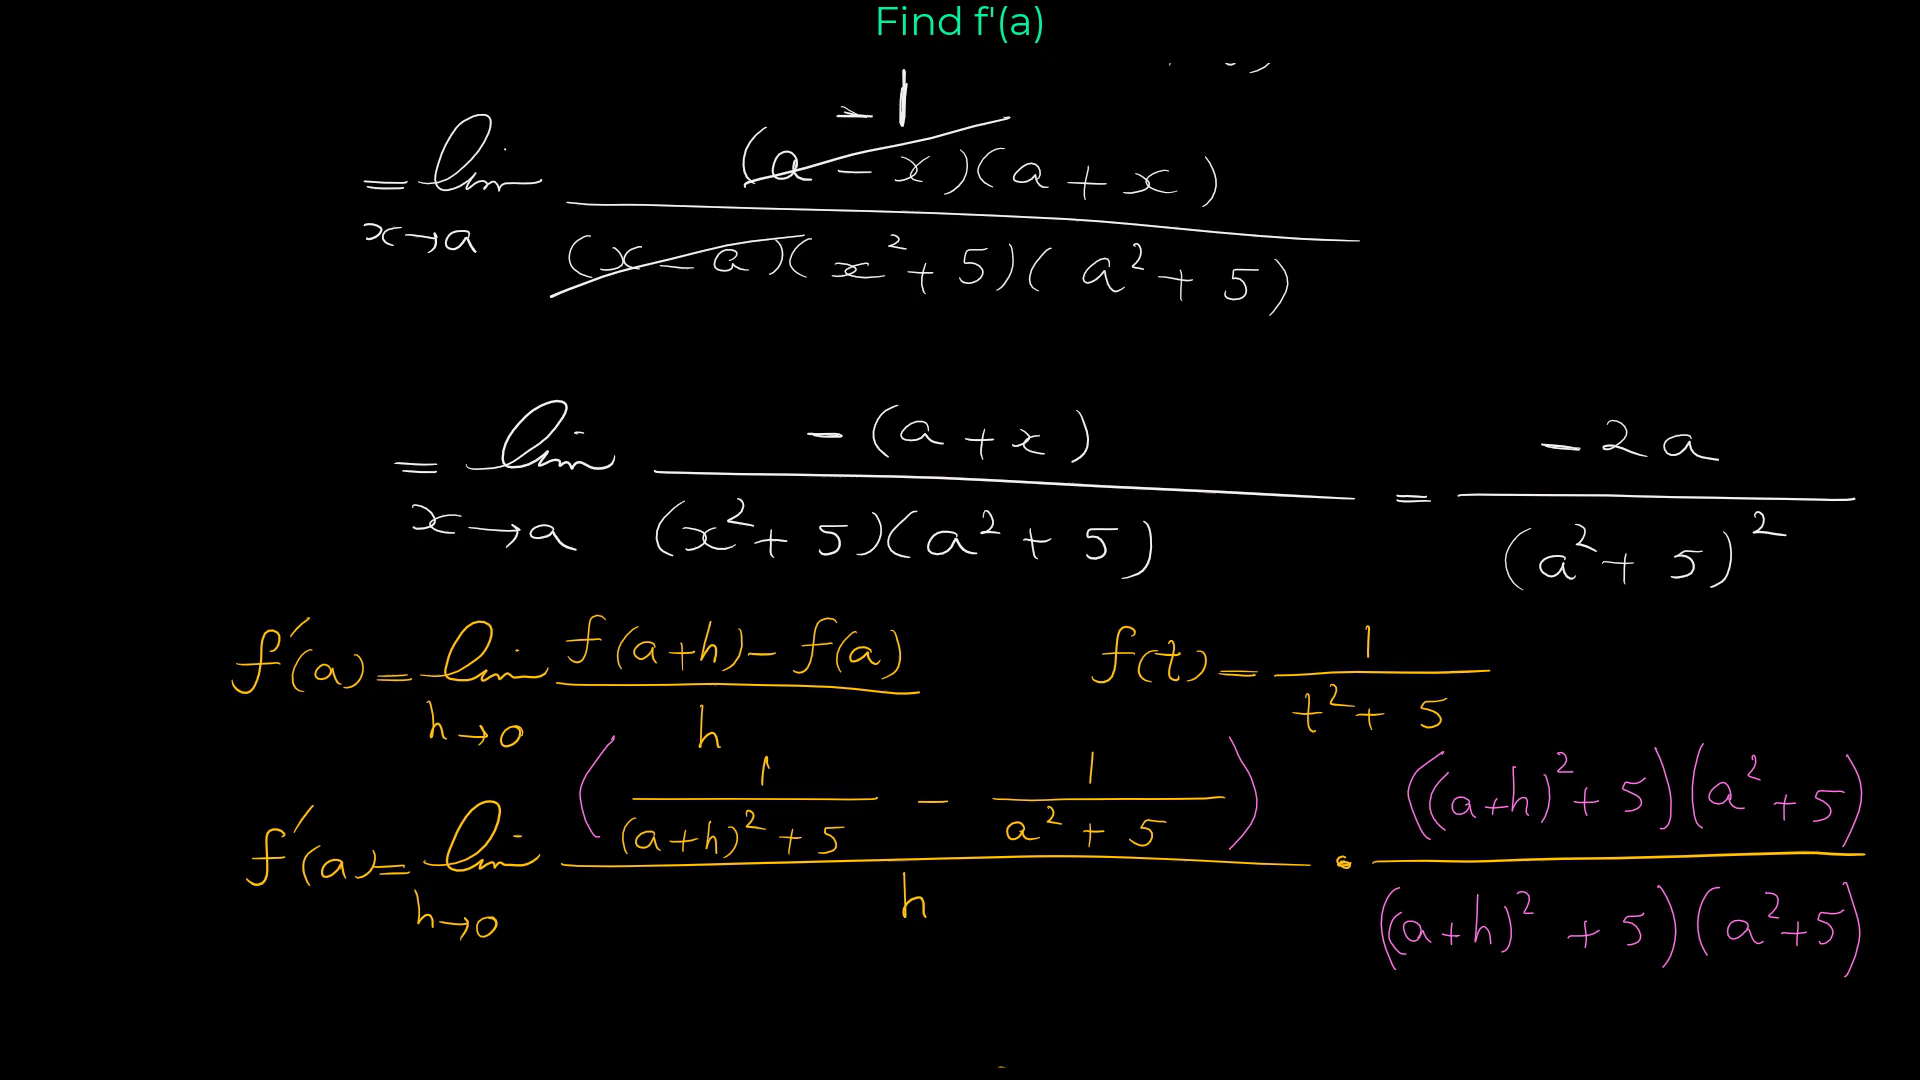 Find f'(a)
= lim x→a -1 (a - x)(a + x) / (x - a)(x² + 5)(a² + 5)
= lim x→a -(a + x) / (x² + 5)(a² + 5) = -2a / (a² + 5)²
f'(a) = lim h→0 f(a+h) - f(a) / h f(t) = 1 / t² + 5
f'(a) = lim h→0 (1 / (a+h)² + 5 - 1 / a² + 5) / h · ((a+h)² + 5)(a² + 5) / ((a+h)² + 5)(a² + 5)